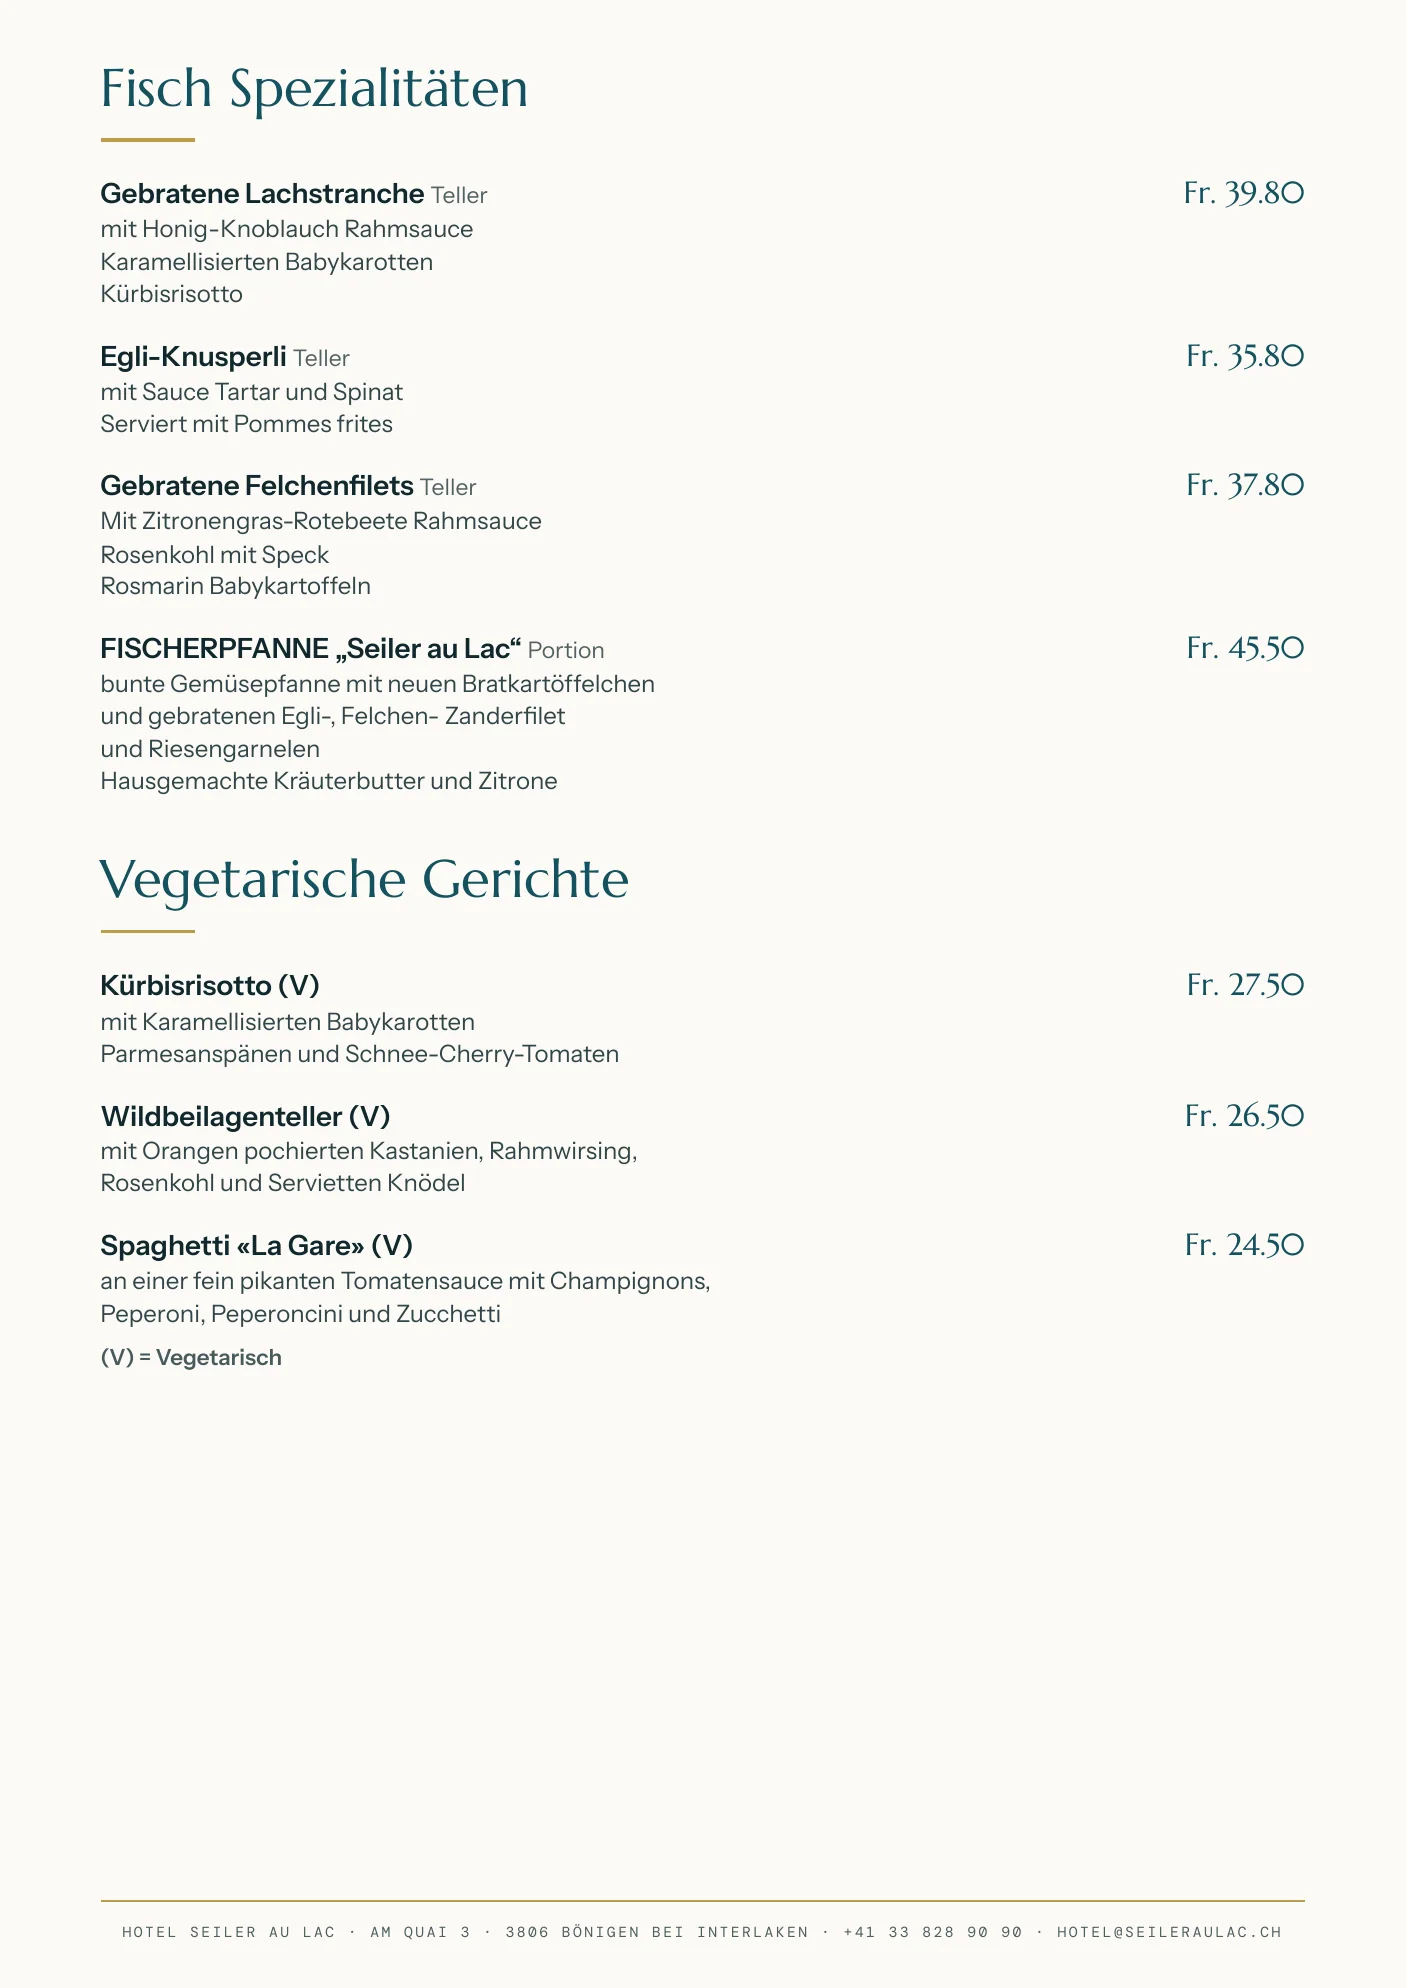 Fisch Spezialitäten
Gebratene Lachstranche Teller Fr. 39.80
mit Honig-Knoblauch Rahmsauce
Karamellisierten Babykarotten
Kürbisrisotto
Egli-Knusperli Teller Fr. 35.80
mit Sauce Tartar und Spinat
Serviert mit Pommes frites
Gebratene Felchenfilets Teller Fr. 37.80
Mit Zitronengras-Rotebeete Rahmsauce
Rosenkohl mit Speck
Rosmarin Babykartoffeln
FISCHERPFANNE „Seiler au Lac“ Portion Fr. 45.50
bunte Gemüsepfanne mit neuen Bratkartöffelchen
und gebratenen Egli-, Felchen- Zanderfilet
und Riesengarnelen
Hausgemachte Kräuterbutter und Zitrone
Vegetarische Gerichte
Kürbisrisotto (V) Fr. 27.50
mit Karamellisierten Babykarotten
Parmesanspänen und Schnee-Cherry-Tomaten
Wildbeilagenteller (V) Fr. 26.50
mit Orangen pochierten Kastanien, Rahmwirsing,
Rosenkohl und Servietten Knödel
Spaghetti «La Gare» (V) Fr. 24.50
an einer fein pikanten Tomatensauce mit Champignons,
Peperoni, Peperoncini und Zucchetti
(V) = Vegetarisch
HOTEL SEILER AU LAC · AM QUAI 3 · 3806 BÖNIGEN BEI INTERLAKEN · +41 33 828 90 90 · HOTEL@SEILERAULAC.CH